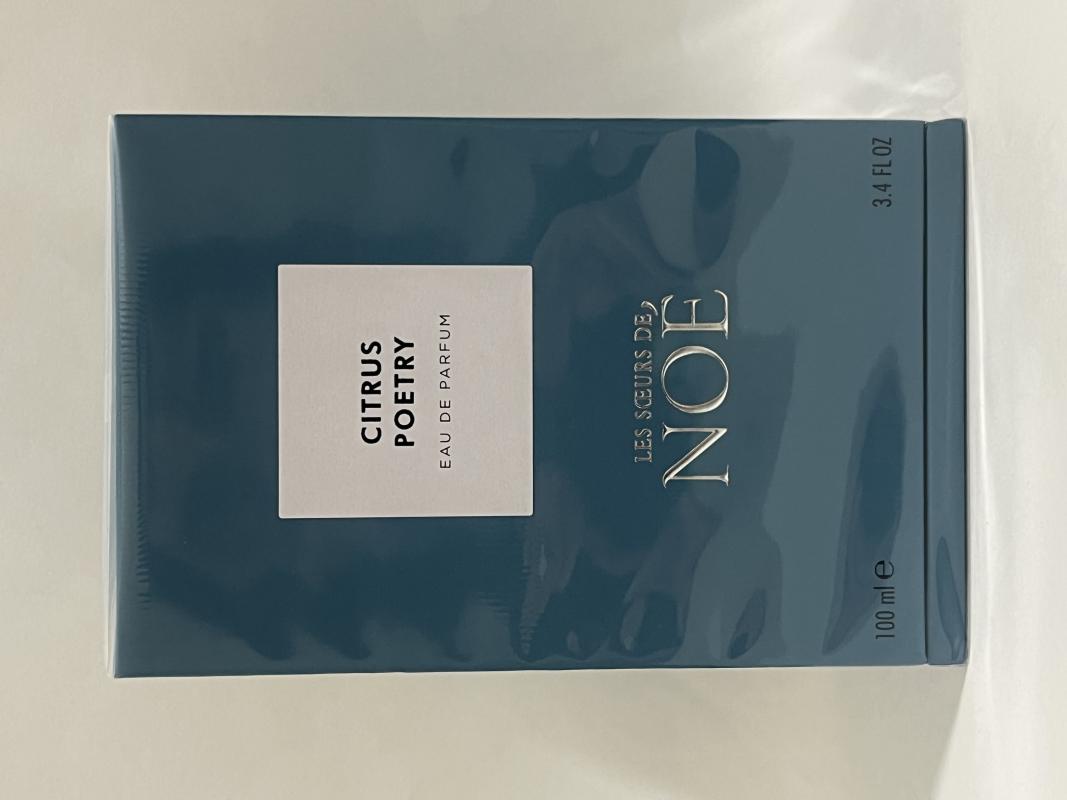 CITRUS
POETRY
EAU DE PARFUM
LES SŒURS DE
NOÉ
100 ml ℮
3.4 FL OZ